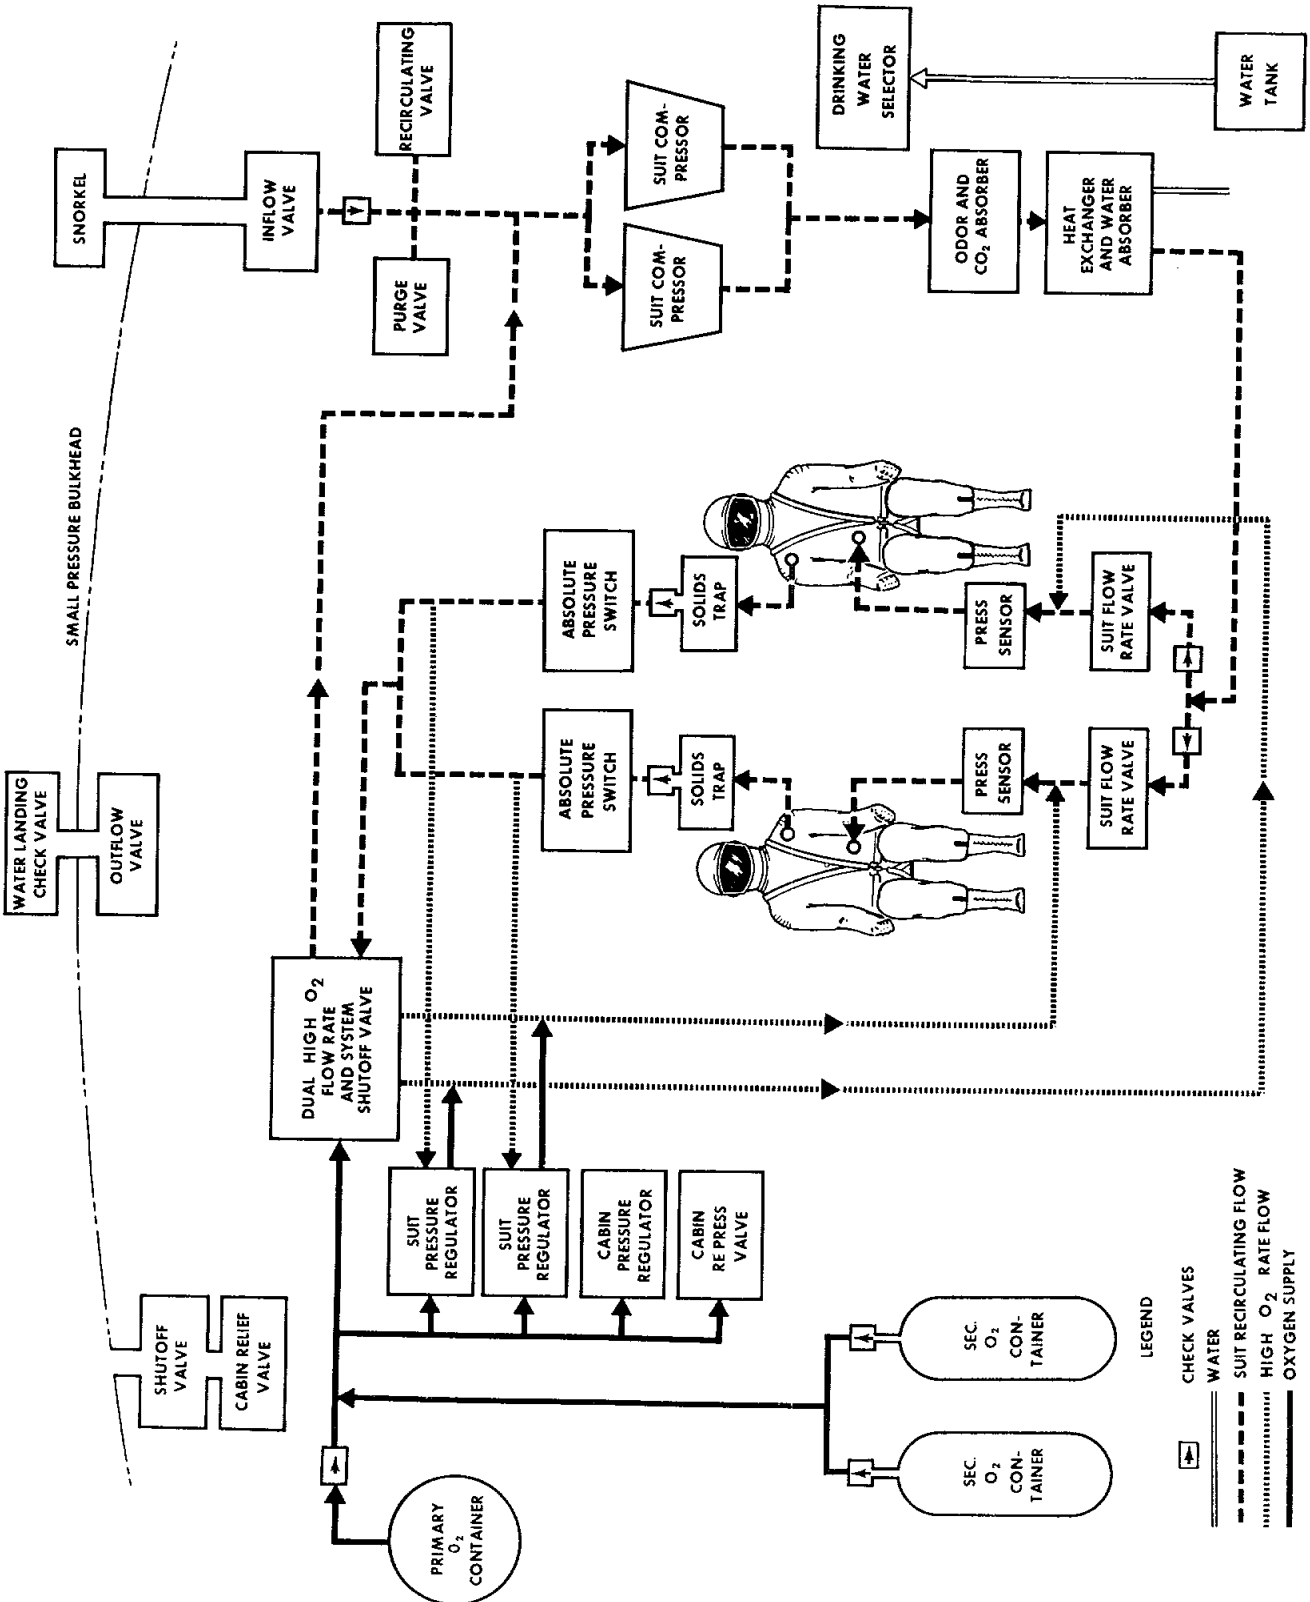 WATER LANDING
CHECK VALVE
OUTFLOW
VALVE
SMALL PRESSURE BULKHEAD
SNORKEL
INFLOW
VALVE
RECIRCULATING
VALVE
PURGE
VALVE
SHUTOFF
VALVE
CABIN RELIEF
VALVE
DUAL HIGH O2
FLOW RATE
AND SYSTEM
SHUTOFF VALVE
PRIMARY
O2
CONTAINER
SUIT
PRESSURE
REGULATOR
SUIT
PRESSURE
REGULATOR
CABIN
PRESSURE
REGULATOR
CABIN
RE PRESS
VALVE
ABSOLUTE
PRESSURE
SWITCH
ABSOLUTE
PRESSURE
SWITCH
SOLIDS
TRAP
SOLIDS
TRAP
SUIT COM-
PRESSOR
SUIT COM-
PRESSOR
DRINKING
WATER
SELECTOR
WATER
TANK
ODOR AND
CO2 ABSORBER
HEAT
EXCHANGER
AND WATER
ABSORBER
PRESS
SENSOR
PRESS
SENSOR
SUIT FLOW
RATE VALVE
SUIT FLOW
RATE VALVE
SEC.
O2
CON-
TAINER
SEC.
O2
CON-
TAINER
LEGEND
CHECK VALVES
WATER
SUIT RECIRCULATING FLOW
HIGH O2 RATE FLOW
OXYGEN SUPPLY